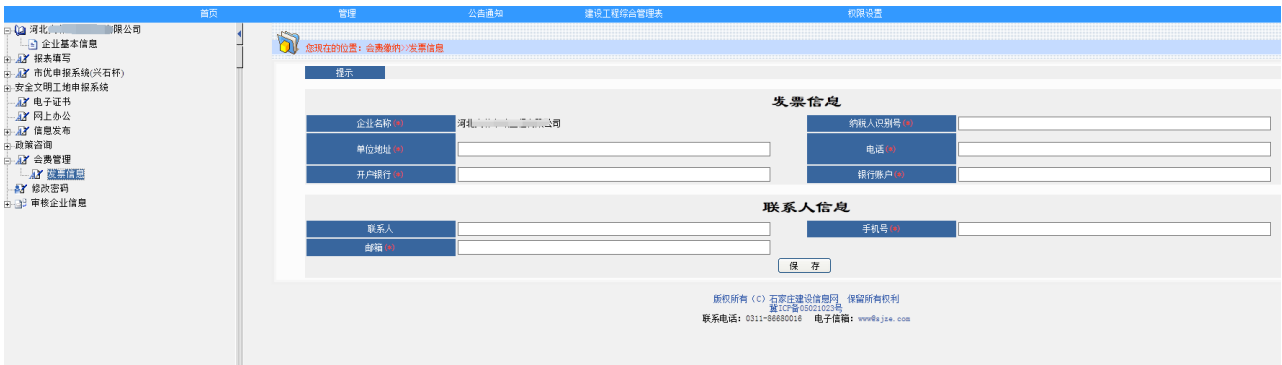 首页 管理 公告通知 建设工程综合管理表 权限设置
河北 限公司
企业基本信息
报表填写
市优申报系统(兴石杯)
安全文明工地申报系统
电子证书
网上办公
信息发布
政策咨询
会费管理
发票信息
修改密码
审核企业信息
您现在的位置：会费缴纳>>发票信息
提示
发票信息
企业名称(*) 河北 公司 纳税人识别号(*)
单位地址(*) 电话(*)
开户银行(*) 银行账户(*)
联系人信息
联系人 手机号(*)
邮箱(*)
保 存
版权所有（C）石家庄建设信息网 保留所有权利
冀ICP备05021023号
联系电话：0311-86680016 电子信箱：www@sjze.com